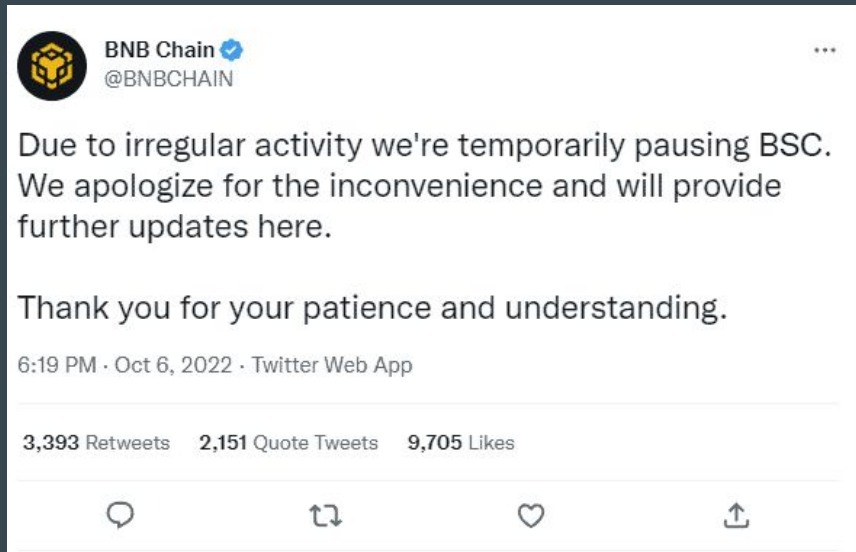 BNB Chain
@BNBCHAIN
Due to irregular activity we're temporarily pausing BSC.
We apologize for the inconvenience and will provide
further updates here.
Thank you for your patience and understanding.
6:19 PM · Oct 6, 2022 · Twitter Web App
3,393 Retweets 2,151 Quote Tweets 9,705 Likes